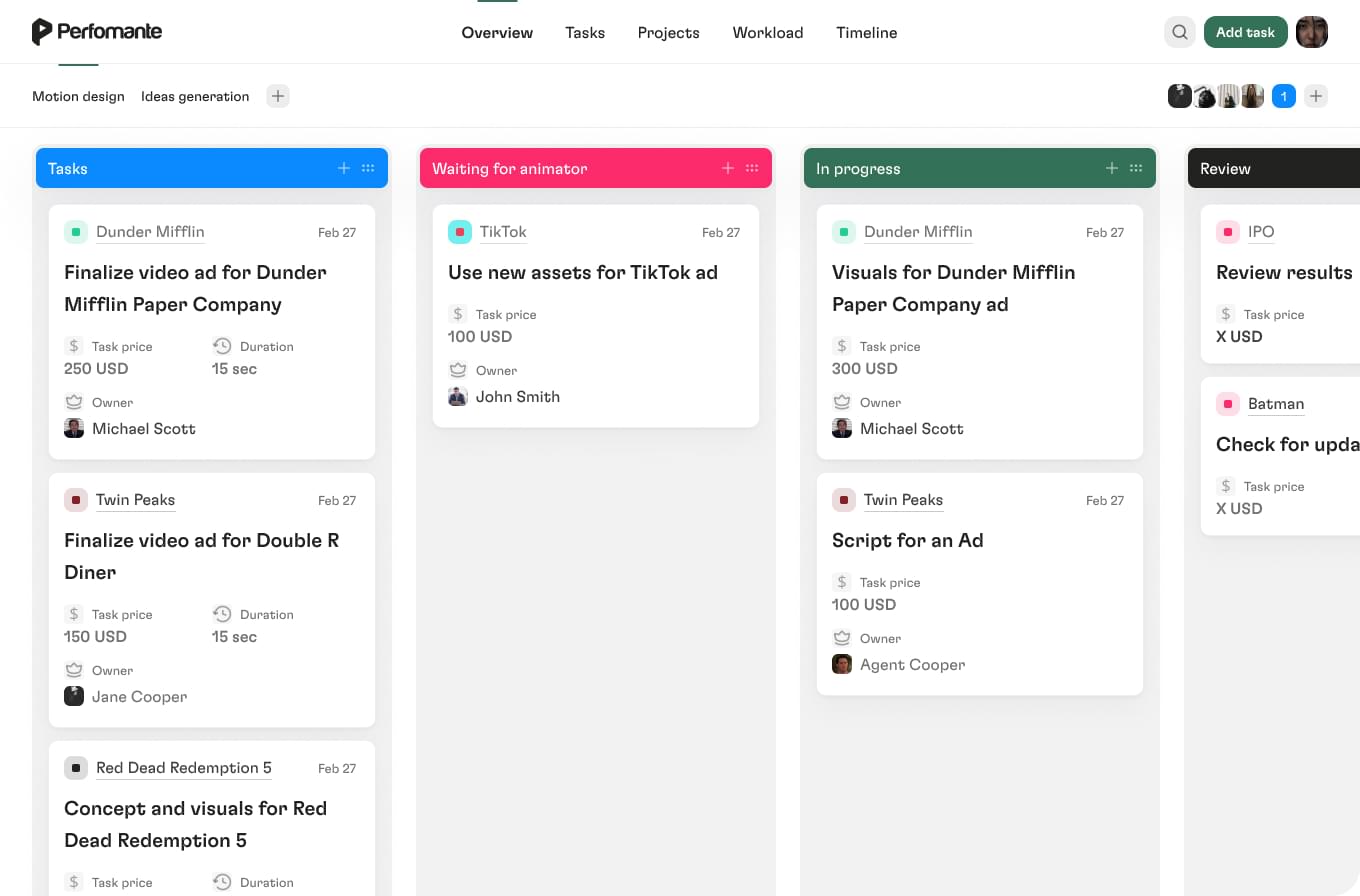 Perfomante
Overview
Tasks
Projects
Workload
Timeline
Add task
Motion design
Ideas generation
1
Tasks
Dunder Mifflin
Feb 27
Finalize video ad for Dunder
Mifflin Paper Company
$ Task price
Duration
250 USD
15 sec
Owner
Michael Scott
Twin Peaks
Feb 27
Finalize video ad for Double R
Diner
$ Task price
Duration
150 USD
15 sec
Owner
Jane Cooper
Red Dead Redemption 5
Feb 27
Concept and visuals for Red
Dead Redemption 5
$ Task price
Duration
Waiting for animator
TikTok
Feb 27
Use new assets for TikTok ad
$ Task price
100 USD
Owner
John Smith
In progress
Dunder Mifflin
Feb 27
Visuals for Dunder Mifflin
Paper Company ad
$ Task price
300 USD
Owner
Michael Scott
Twin Peaks
Feb 27
Script for an Ad
$ Task price
100 USD
Owner
Agent Cooper
Review
IPO
Review results
$ Task price
X USD
Batman
Check for upda
$ Task price
X USD